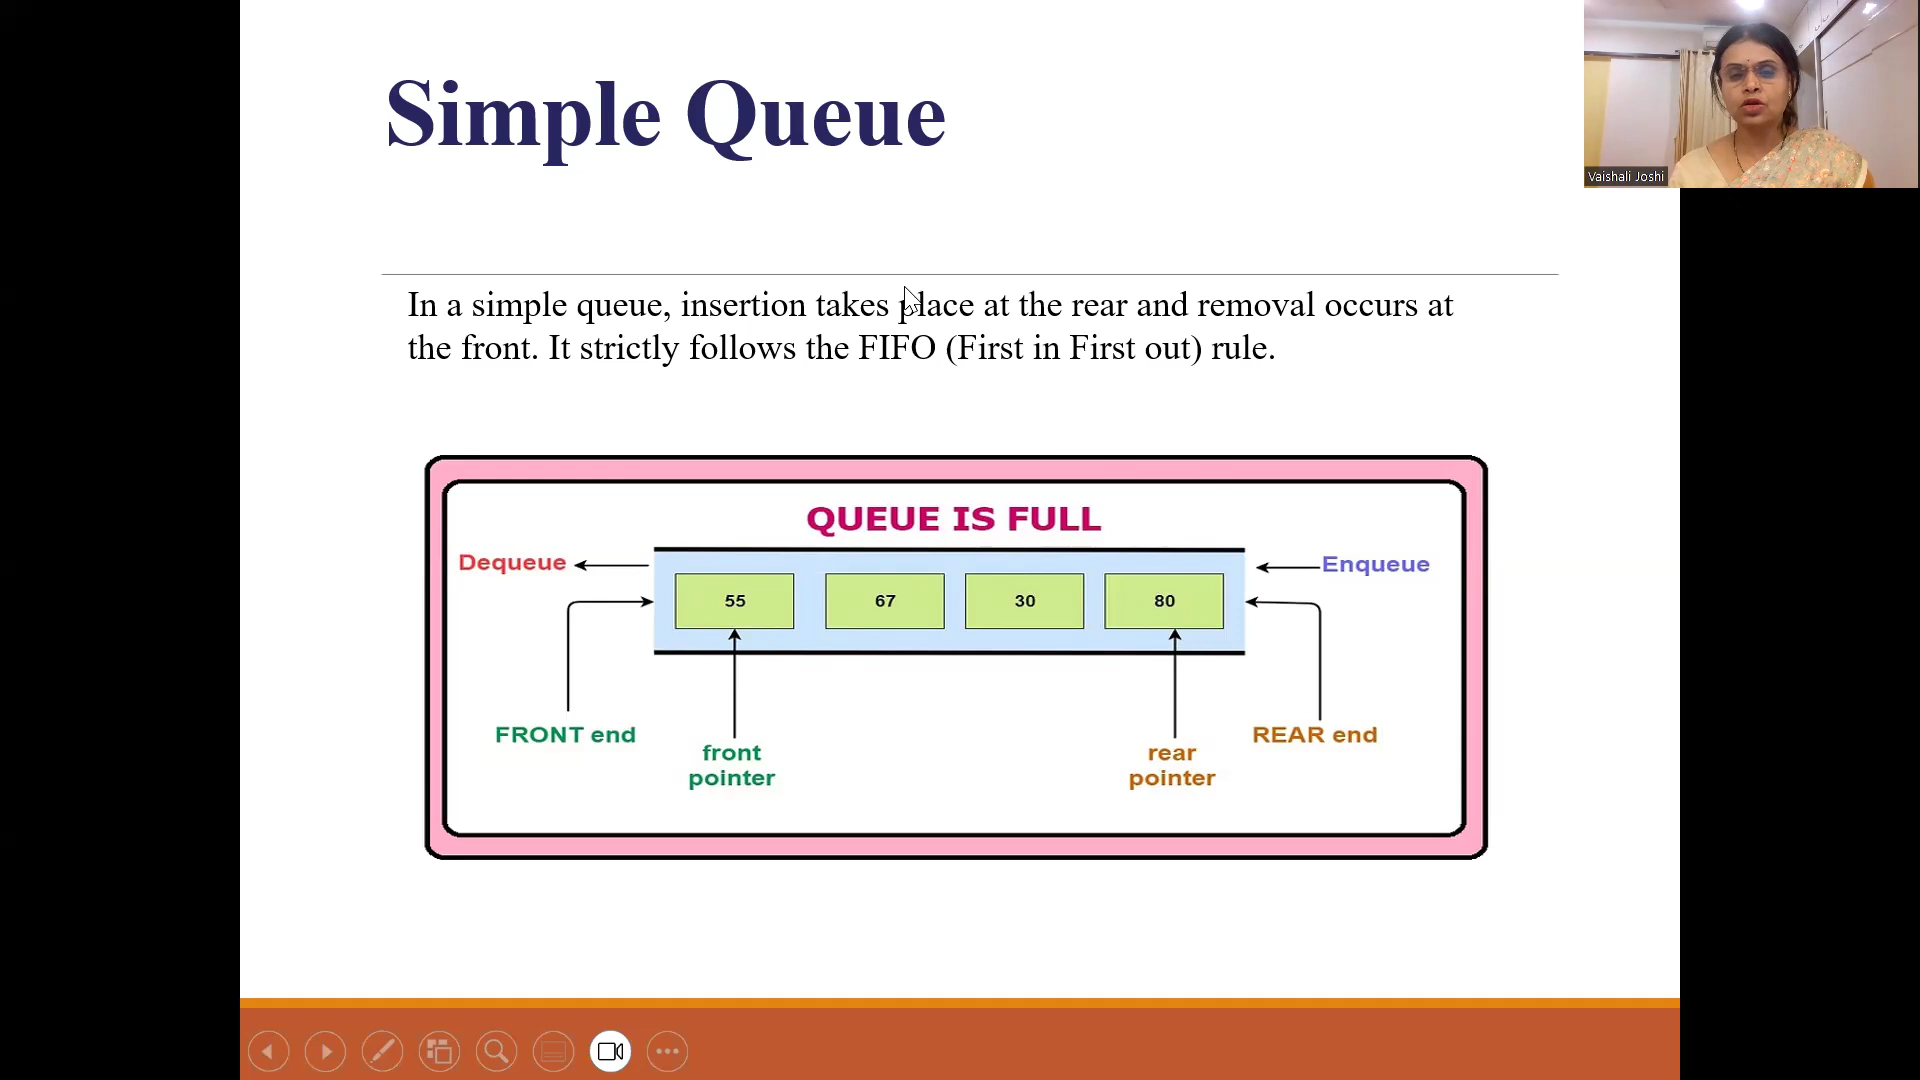 Simple Queue
Vaishali Joshi
In a simple queue, insertion takes place at the rear and removal occurs at
the front. It strictly follows the FIFO (First in First out) rule.
QUEUE IS FULL
Dequeue
Enqueue
55
67
30
80
FRONT end
front
pointer
rear
pointer
REAR end